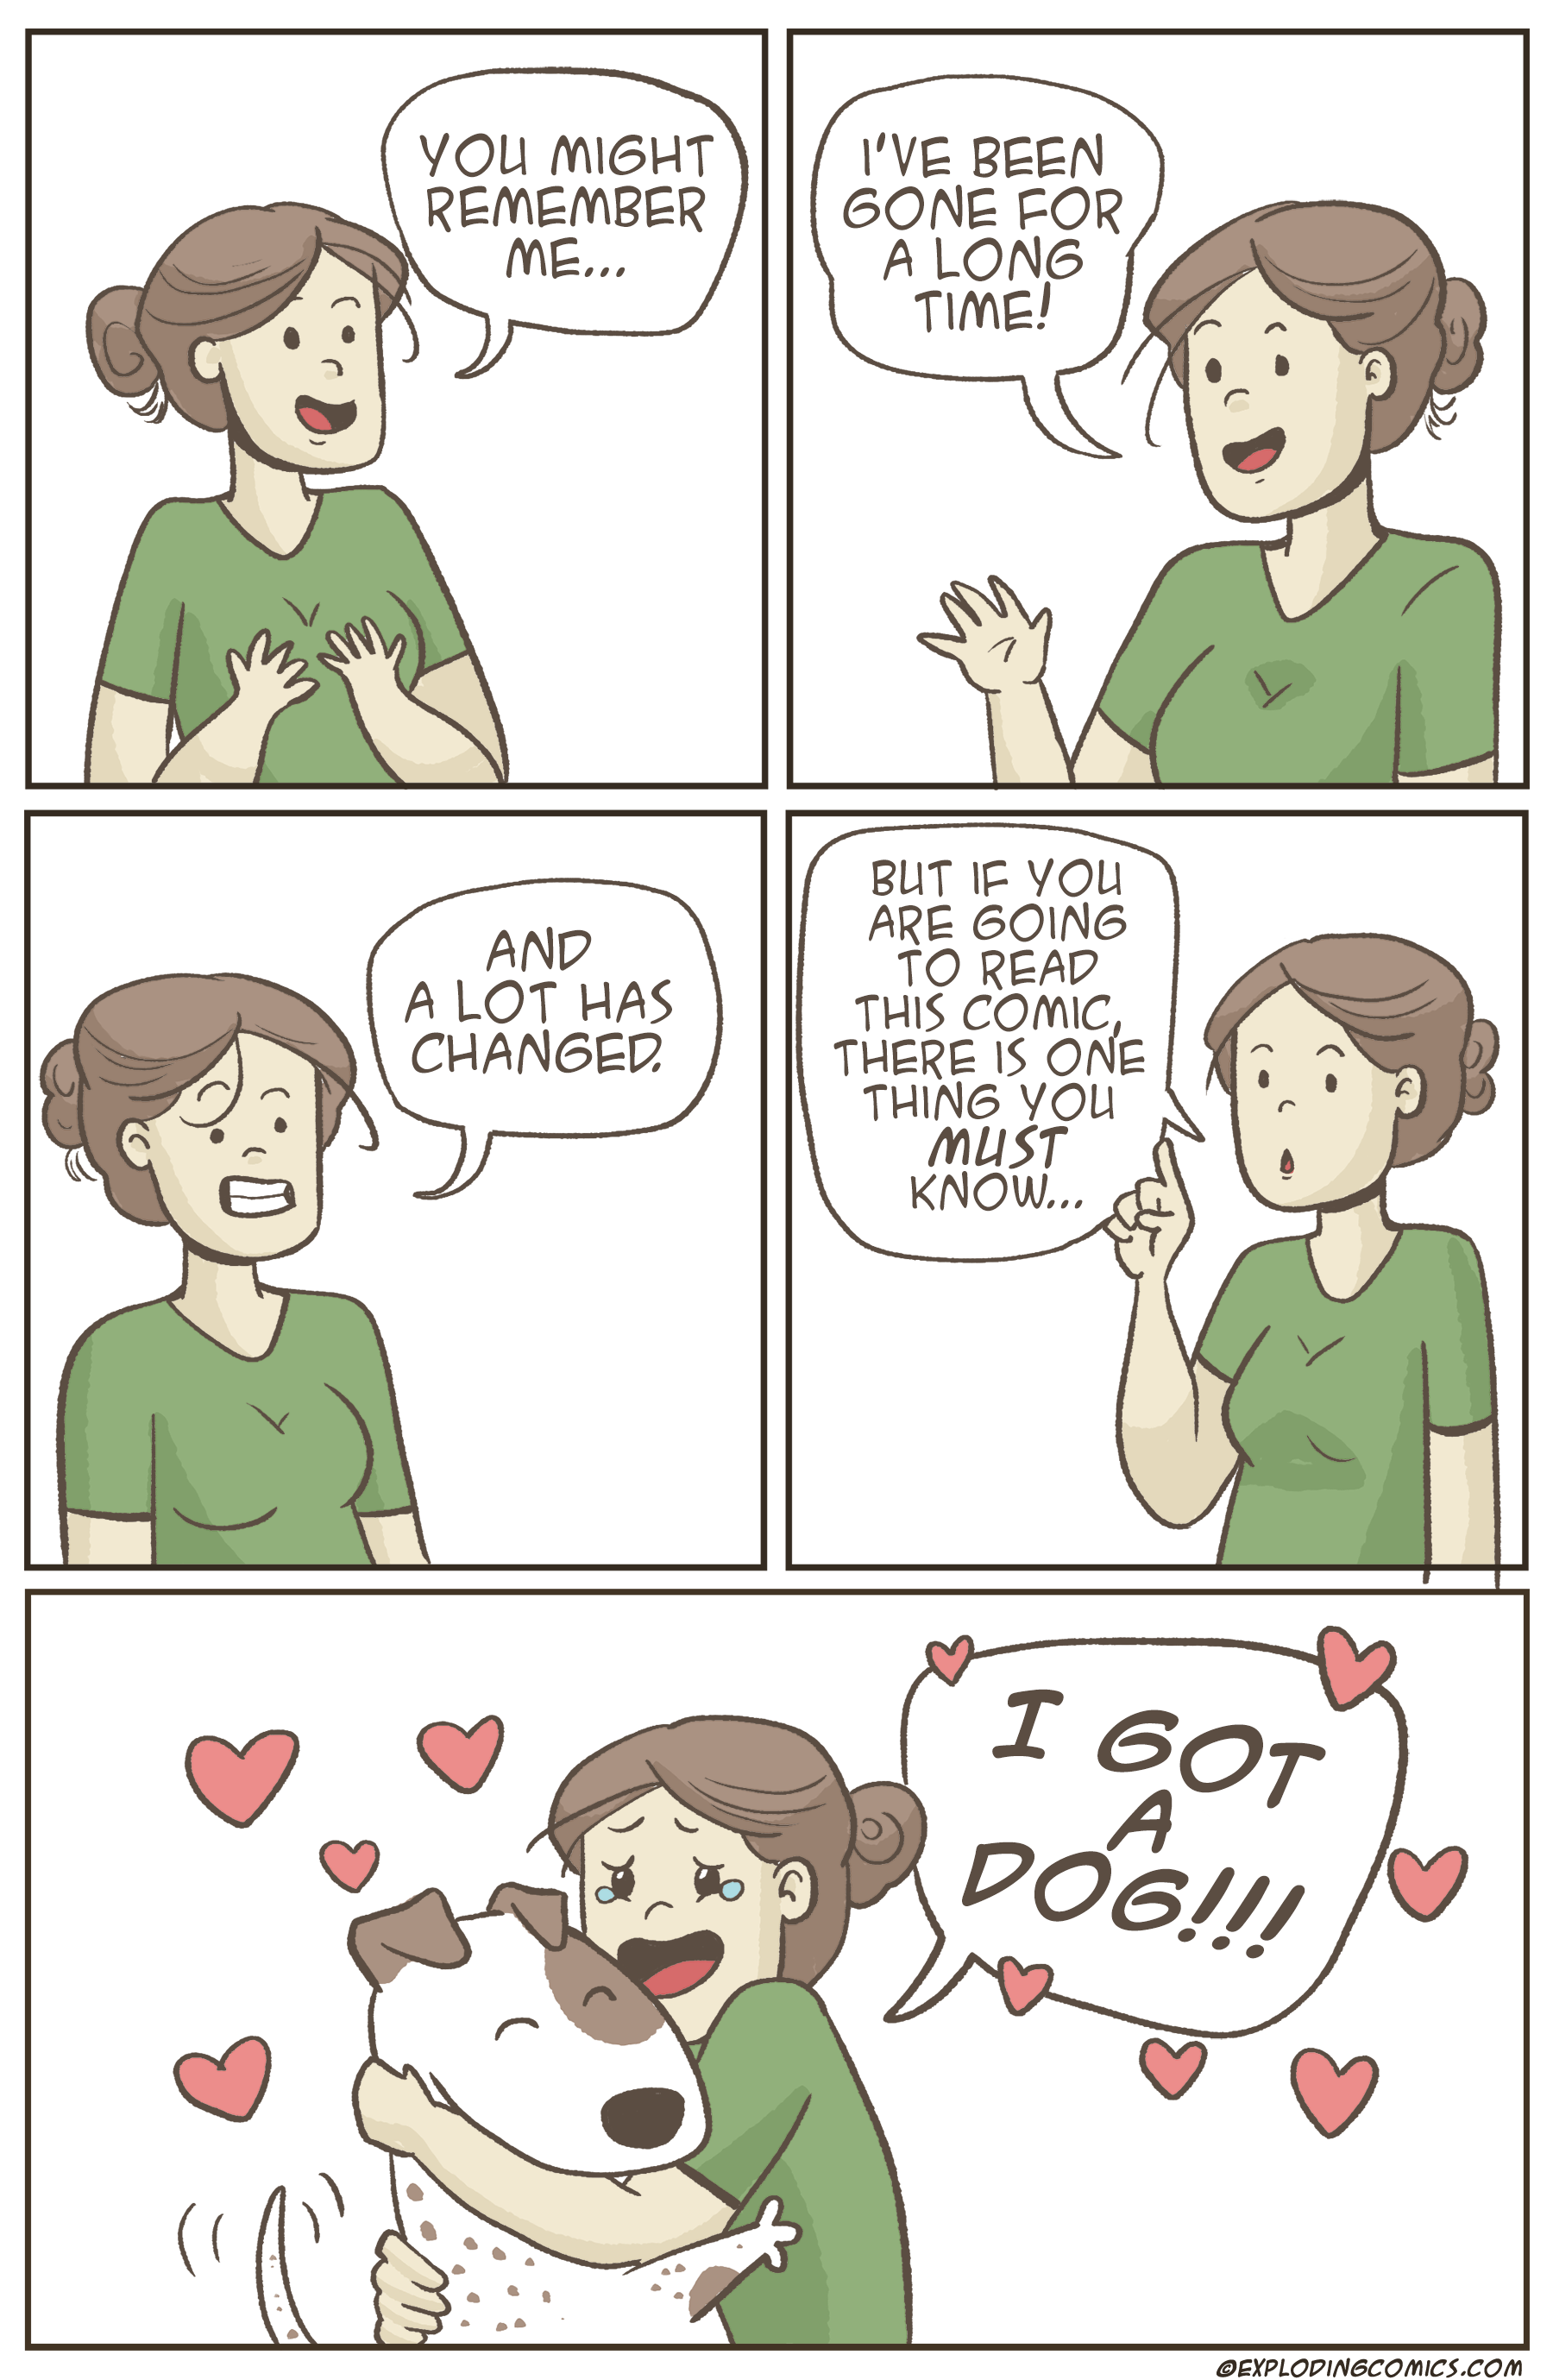 YOU MIGHT
REMEMBER
ME...
I'VE BEEN
GONE FOR
A LONG
TIME!
AND
A LOT HAS
CHANGED.
BUT IF YOU
ARE GOING
TO READ
THIS COMIC,
THERE IS ONE
THING YOU
MUST
KNOW...
I GOT
A
DOG!!!
©EXPLODINGCOMICS.COM